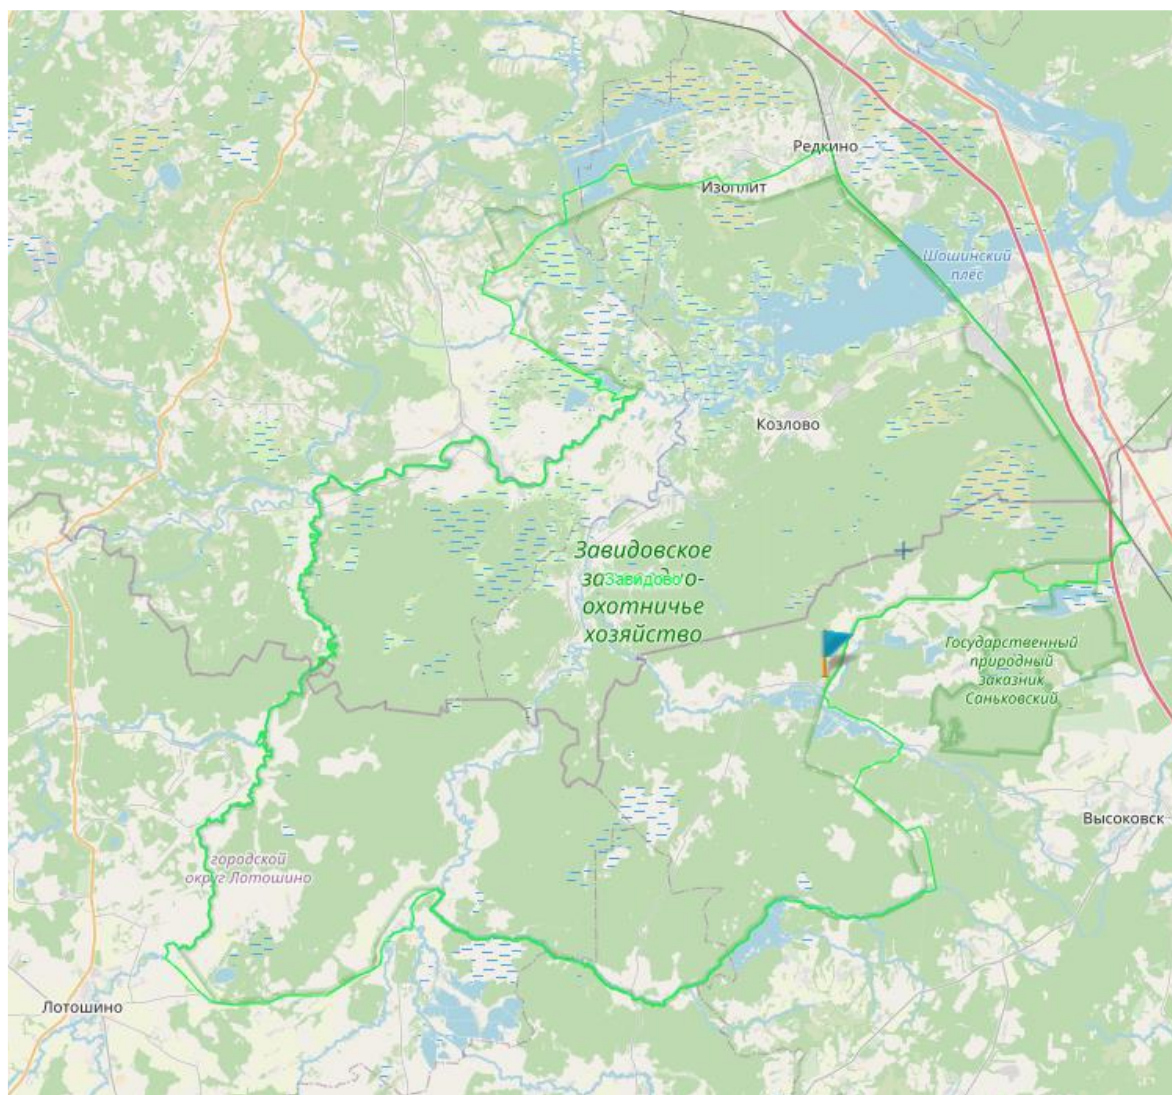 Редкино
Изоплит
Шошинский
плёс
Козлово
Завидовское
за
Завидово
о-
охотничье
хозяйство
Государственный
природный
заказник
Саньковский
Высоковск
городской
округ Лотошино
Лотошино